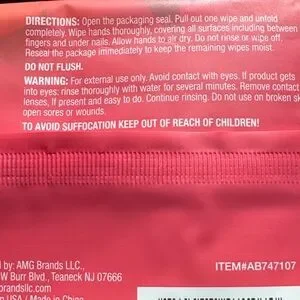 DIRECTIONS: Open the packaging seal. Pull out one wipe and unfold
completely. Wipe hands thoroughly, covering all surfaces including between
fingers and under nails. Allow hands to air dry. Do not rinse or wipe off.
Reseal the package immediately to keep the remaining wipes moist.
DO NOT FLUSH.
WARNING: For external use only. Avoid contact with eyes. If product gets
into eyes: rinse thoroughly with water for several minutes. Remove contact
lenses, If present and easy to do. Continue rinsing. Do not use on broken sk
open sores or wounds.
TO AVOID SUFFOCATION KEEP OUT OF REACH OF CHILDREN!
d by: AMG Brands LLC.,
W Burr Blvd., Teaneck NJ 07666
brandsllc.com
ITEM#AB747107
n USA / Made in China